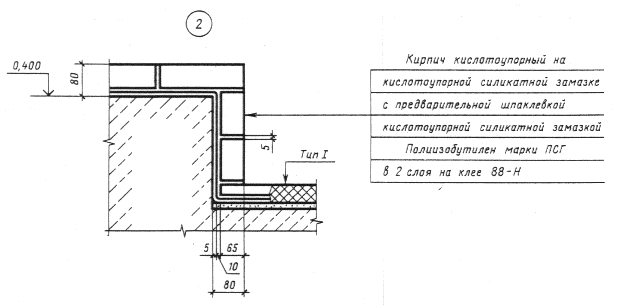 2
0,400
80
Кирпич кислотоупорный на
кислотоупорной силикатной замазке
с предварительной шпаклевкой
кислотоупорной силикатной замазкой
Полиизобутилен марки ПСГ
в 2 слоя на клее 88-Н
5
Тип I
5
65
10
80